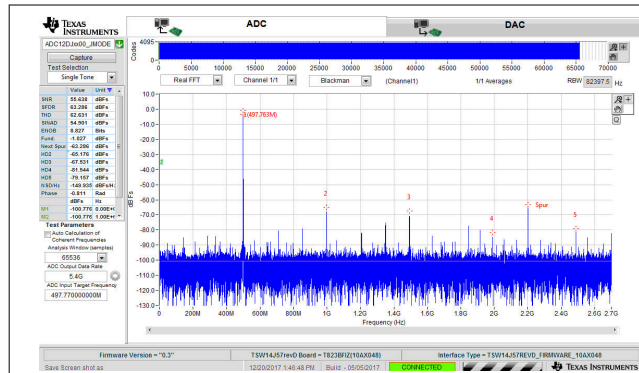 TEXAS INSTRUMENTS
ADC
DAC
ADC12DJxx00_JMODE
Capture
Test Selection
Single Tone
Value Unit
SNR 55.638 dBFs
SFDR 63.286 dBFs
THD 62.631 dBFs
SINAD 54.901 dBFs
ENOB 8.827 Bits
Fund. -1.027 dBFs
Next Spur -63.286 dBFs
HD2 -65.176 dBFs
HD3 -67.531 dBFs
HD4 -81.544 dBFs
HD5 -79.157 dBFs
NSD/Hz -148.935 dBFs/H
Phase -0.811 Rad
dBFs Hz
M1 -100.776 0.00E+
M2 -100.776 1.00E+
Test Parameters
Auto Calculation of
Coherent Frequencies
Analysis Window (samples)
65536
ADC Output Data Rate
5.4G
ADC Input Target Frequency
497.770000000M
Codes
4095
0
0 5000 10000 15000 20000 25000 30000 35000 40000 45000 50000 55000 60000 65000 70000
Real FFT
Channel 1/1
Blackman
(Channel1)
1/1 Averages
RBW 82397.5 Hz
dBFs
10.0
0.0
-10.0
-20.0
-30.0
-40.0
-50.0
-60.0
-70.0
-80.0
-90.0
-100.0
-110.0
-120.0
-130.0
(497.763M)
2
3
4
Spur
5
0 200M 400M 600M 800M 1G 1.2G 1.4G 1.6G 1.8G 2G 2.2G 2.4G 2.6G 2.7G
Frequency (Hz)
Firmware Version = "0.3"
TSW14J57revD Board = T823BFIZ(10AX048)
Interface Type = TSW14J57REVD_FIRMWARE_10AX048
Save Screen shot as
12/20/2017 1:46:48 PM
Build - 05/05/2017
CONNECTED
TEXAS INSTRUMENTS